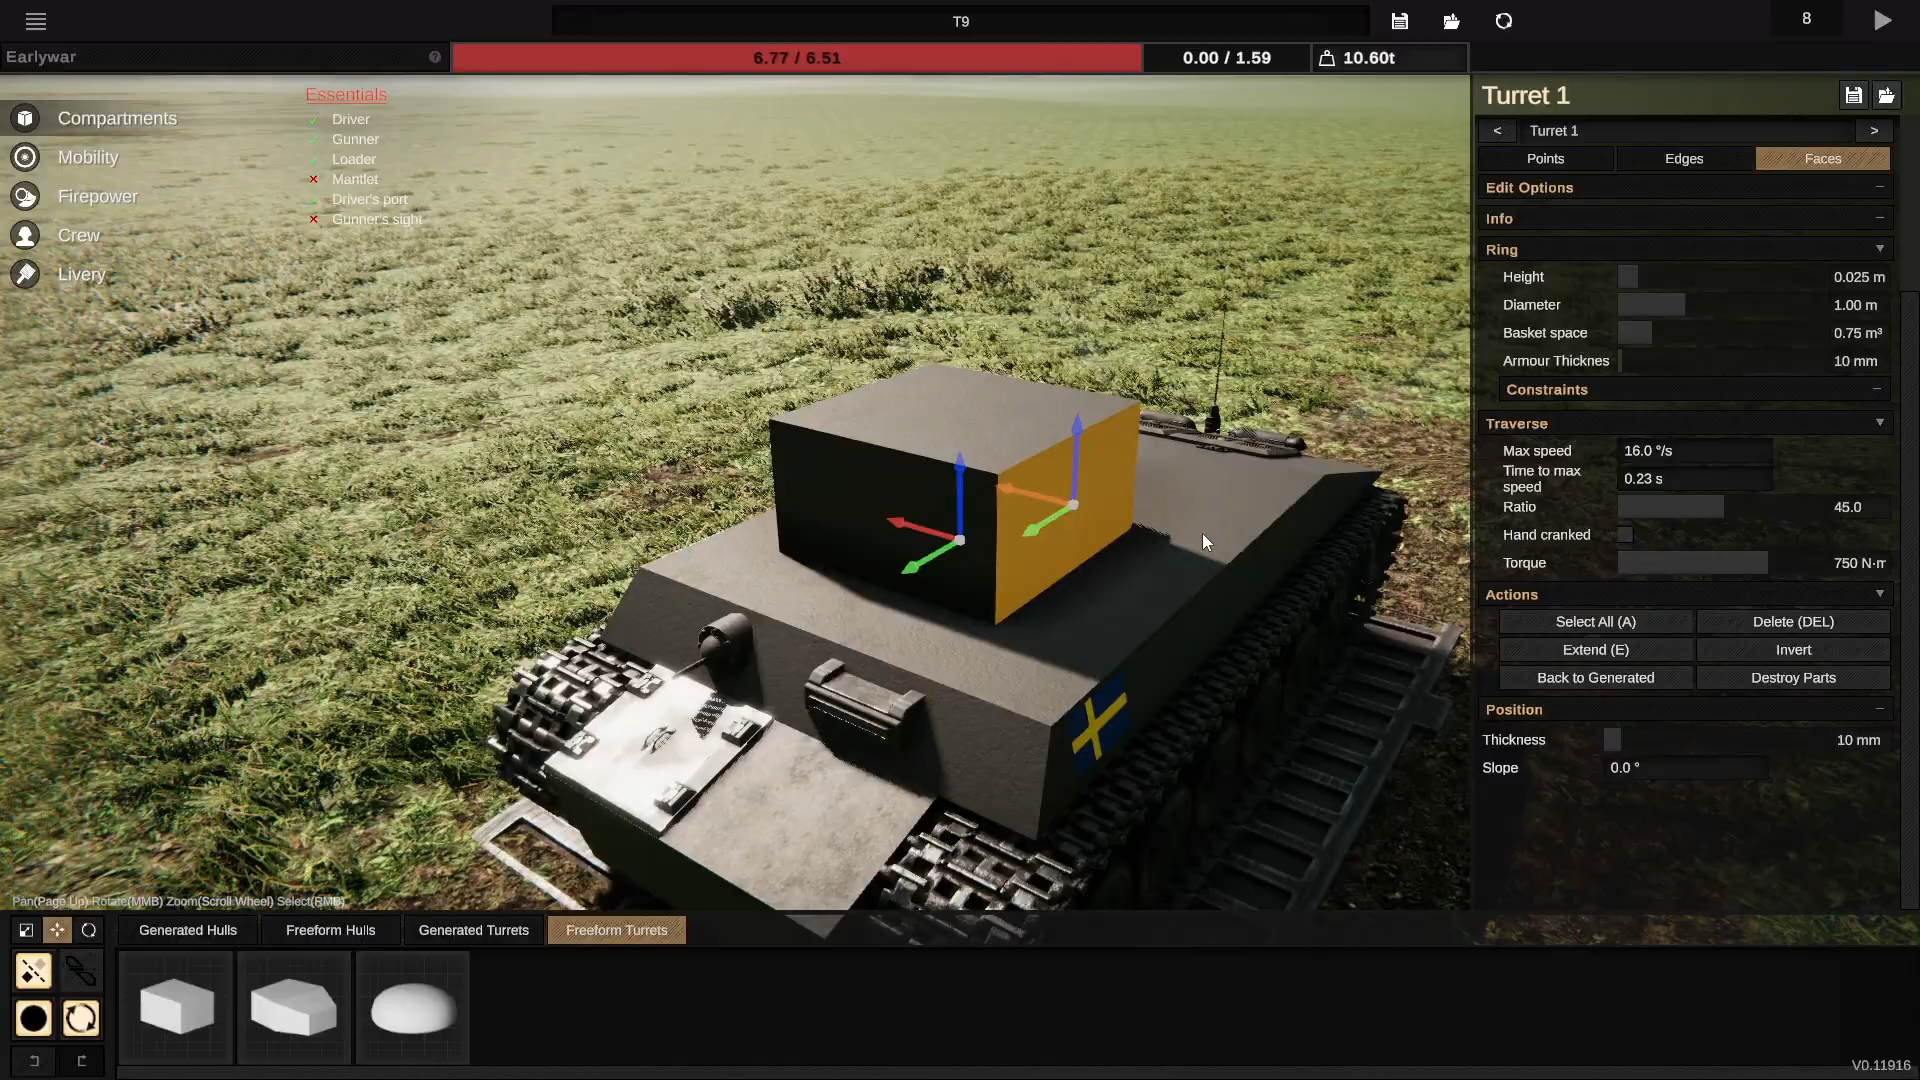 T9
8
Earlywar
?
6.77 / 6.51
0.00 / 1.59
10.60t
Essentials
Driver
Gunner
Loader
Mantlet
Driver's port
Gunner's sight
Compartments
Mobility
Firepower
Crew
Livery
Turret 1
< Turret 1 >
Points Edges Faces
Edit Options
Info
Ring
Height 0.025 m
Diameter 1.00 m
Basket space 0.75 m³
Armour Thicknes 10 mm
Constraints
Traverse
Max speed 16.0 °/s
Time to max speed 0.23 s
Ratio 45.0
Hand cranked
Torque 750 N·m
Actions
Select All (A) Delete (DEL)
Extend (E) Invert
Back to Generated Destroy Parts
Position
Thickness 10 mm
Slope 0.0 °
Pan(Page Up) Rotate(MMB) Zoom(Scroll Wheel) Select(RMB)
Generated Hulls Freeform Hulls Generated Turrets Freeform Turrets
V0.11916